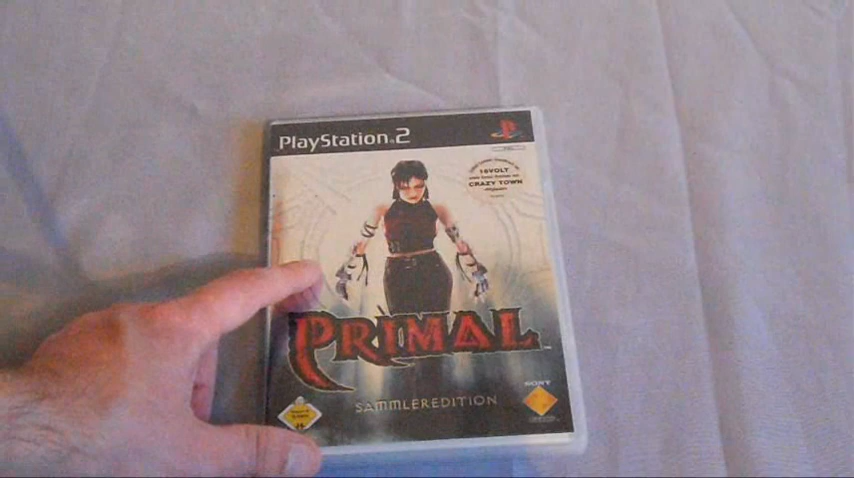 PlayStation.2
16VOLT
CRAZY TOWN
PRIMAL
SAMMLEREDITION
SONY